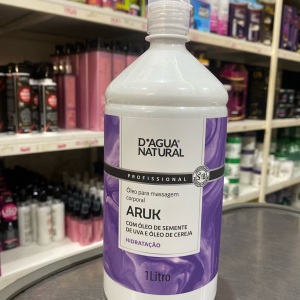 D'AGUA
NATURAL
PROFISSIONAL
Óleo para massagem
corporal
ARUK
COM ÓLEO DE SEMENTE
DE UVA E ÓLEO DE CEREJA
HIDRATAÇÃO
1 Litro